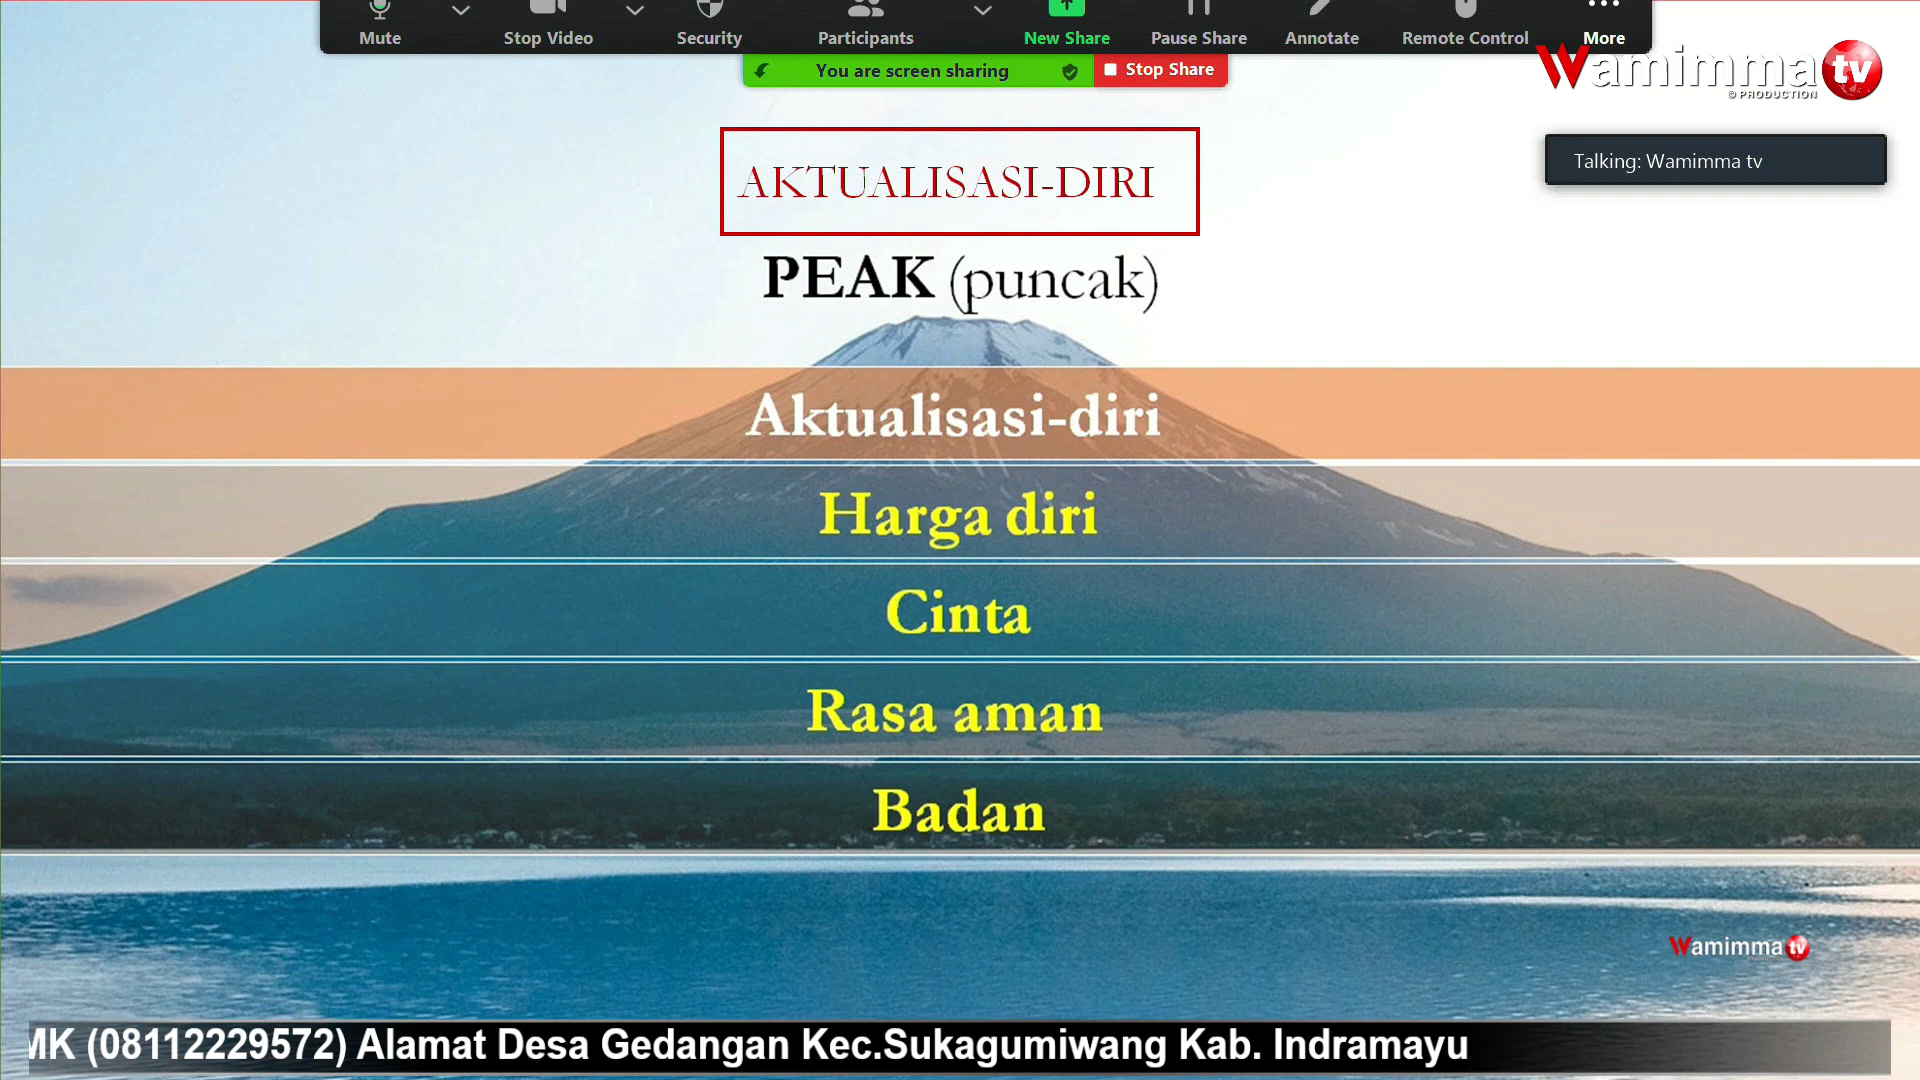 Mute Stop Video Security Participants New Share Pause Share Annotate Remote Control More
You are screen sharing Stop Share
Wamimma tv
© PRODUCTION
Talking: Wamimma tv
AKTUALISASI-DIRI
PEAK (puncak)
Aktualisasi-diri
Harga diri
Cinta
Rasa aman
Badan
Wamimma tv
MK (08112229572) Alamat Desa Gedangan Kec.Sukagumiwang Kab. Indramayu